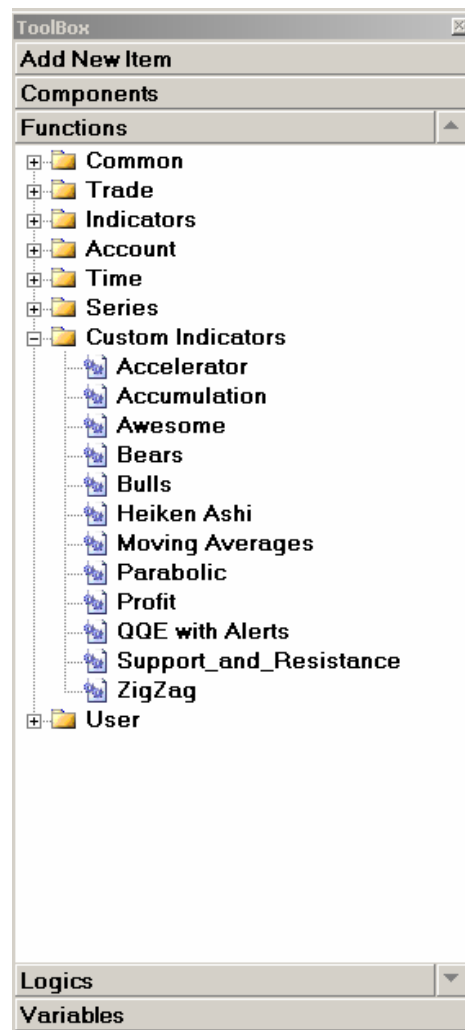 ToolBox
Add New Item
Components
Functions
Common
Trade
Indicators
Account
Time
Series
Custom Indicators
Accelerator
Accumulation
Awesome
Bears
Bulls
Heiken Ashi
Moving Averages
Parabolic
Profit
QQE with Alerts
Support_and_Resistance
ZigZag
User
Logics
Variables